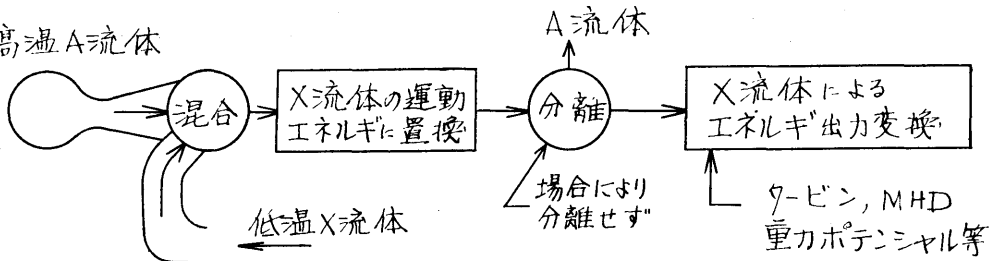 高温A流体
混合
低温X流体
X流体の運動
エネルギに置換
A流体
分離
場合により
分離せず
X流体による
エネルギ出力変換
タービン, MHD
重力ポテンシャル等